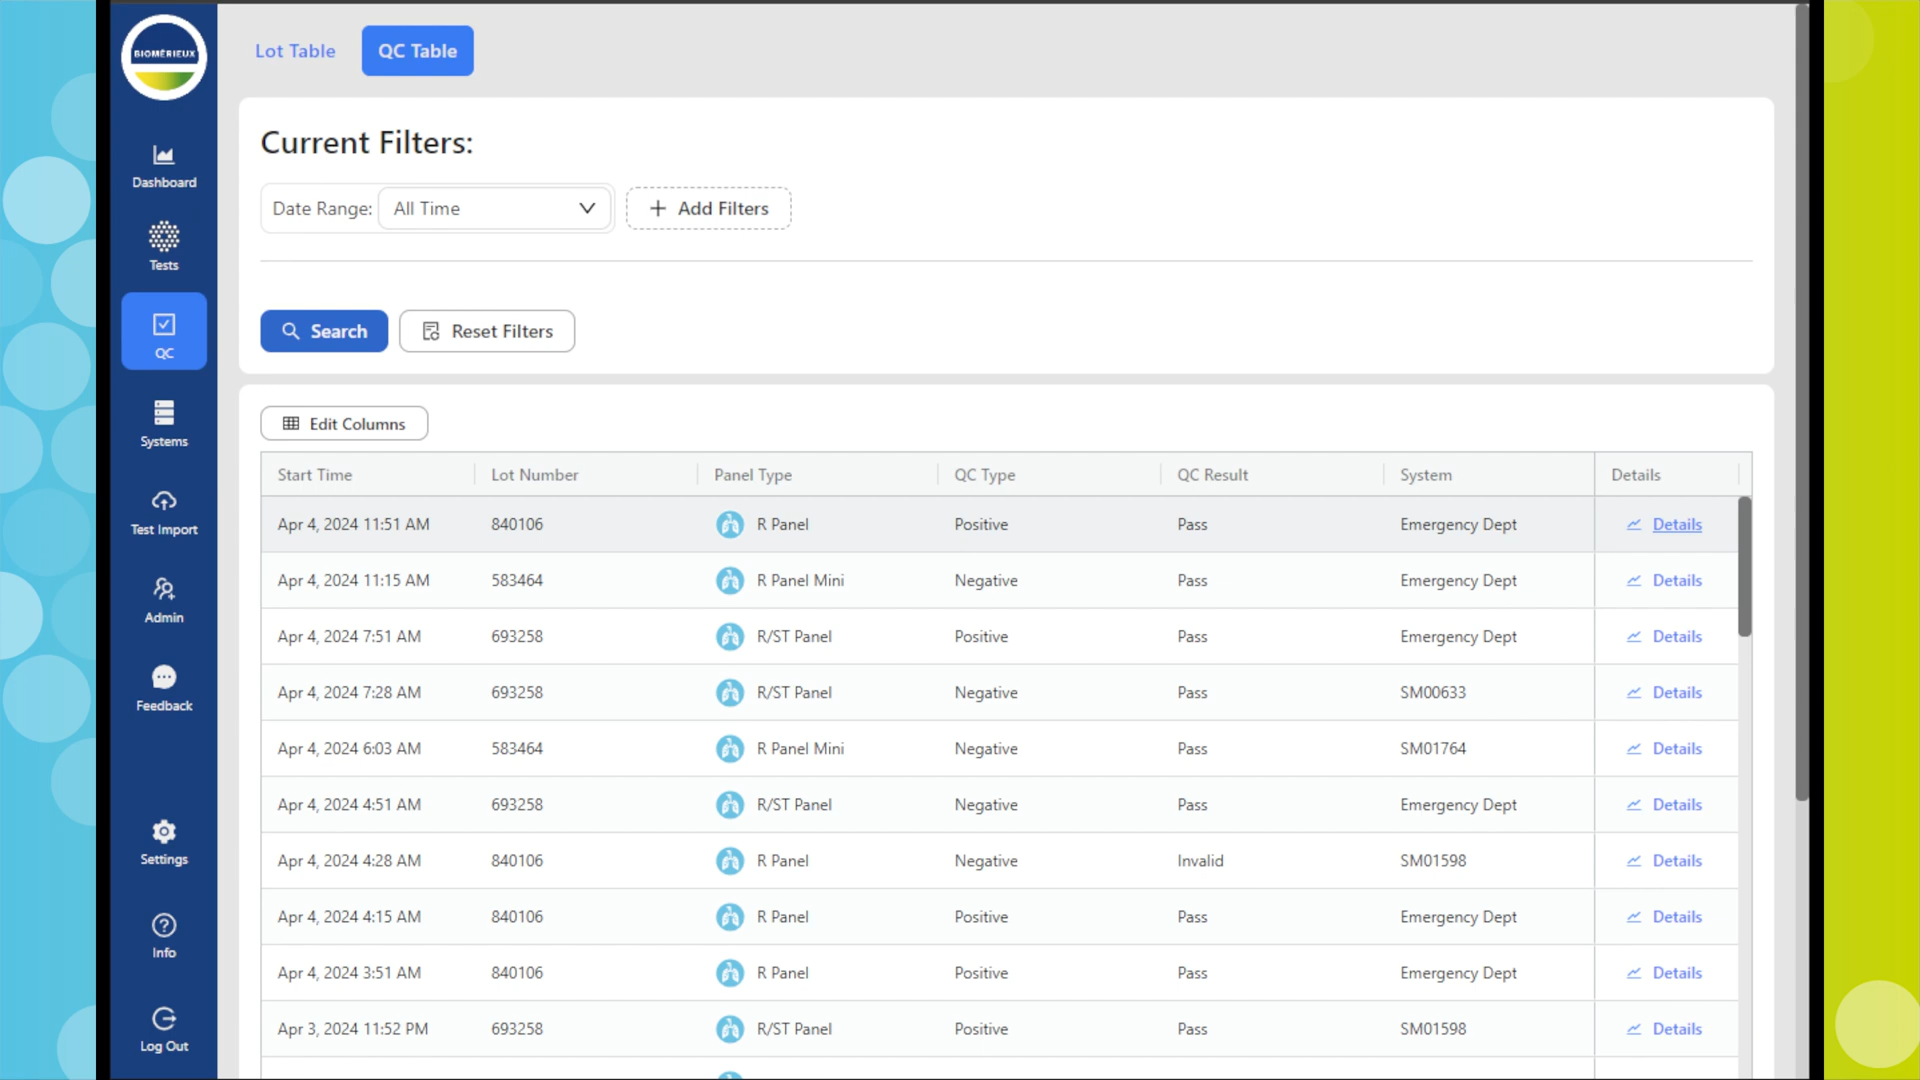 BIOMÉRIEUX
Lot Table
QC Table
Dashboard
Tests
QC
Systems
Test Import
Admin
Feedback
Settings
Info
Log Out
Current Filters:
Date Range: All Time
Add Filters
Search
Reset Filters
Edit Columns
Start Time Lot Number Panel Type QC Type QC Result System Details
Apr 4, 2024 11:51 AM 840106 R Panel Positive Pass Emergency Dept Details
Apr 4, 2024 11:15 AM 583464 R Panel Mini Negative Pass Emergency Dept Details
Apr 4, 2024 7:51 AM 693258 R/ST Panel Positive Pass Emergency Dept Details
Apr 4, 2024 7:28 AM 693258 R/ST Panel Negative Pass SM00633 Details
Apr 4, 2024 6:03 AM 583464 R Panel Mini Negative Pass SM01764 Details
Apr 4, 2024 4:51 AM 693258 R/ST Panel Negative Pass Emergency Dept Details
Apr 4, 2024 4:28 AM 840106 R Panel Negative Invalid SM01598 Details
Apr 4, 2024 4:15 AM 840106 R Panel Positive Pass Emergency Dept Details
Apr 4, 2024 3:51 AM 840106 R Panel Positive Pass Emergency Dept Details
Apr 3, 2024 11:52 PM 693258 R/ST Panel Positive Pass SM01598 Details